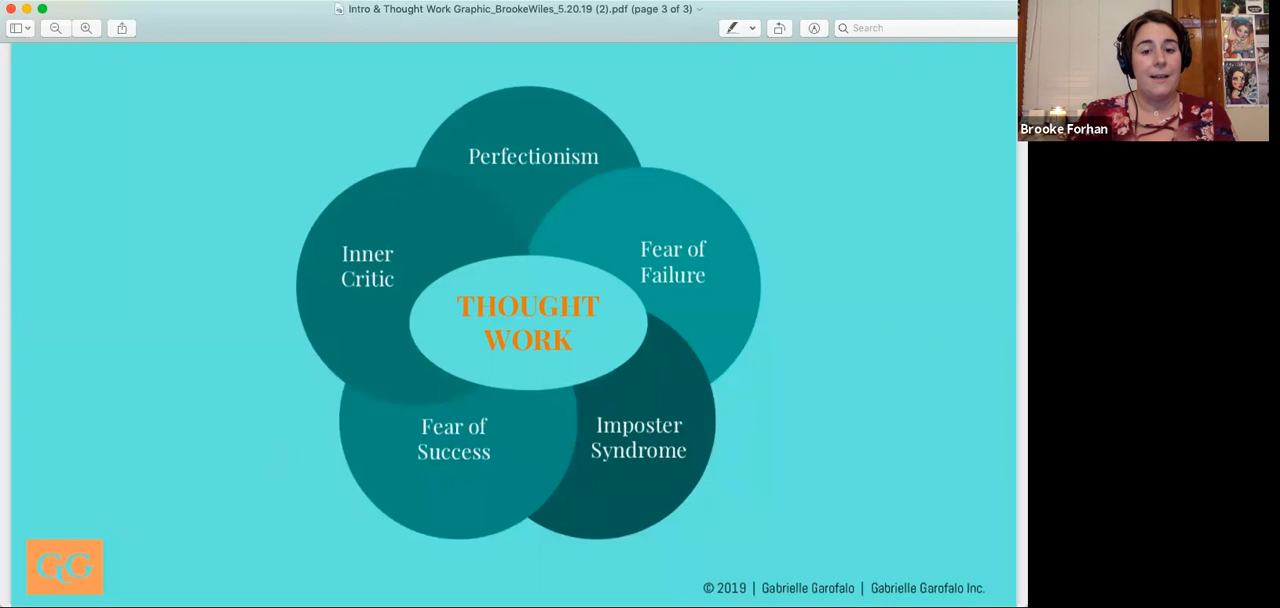 Intro & Thought Work Graphic_BrookeWiles_5.20.19 (2).pdf (page 3 of 3)
Search
Brooke Forhan
Perfectionism
Inner
Critic
Fear of
Failure
THOUGHT
WORK
Fear of
Success
Imposter
Syndrome
GG
© 2019 | Gabrielle Garofalo | Gabrielle Garofalo Inc.